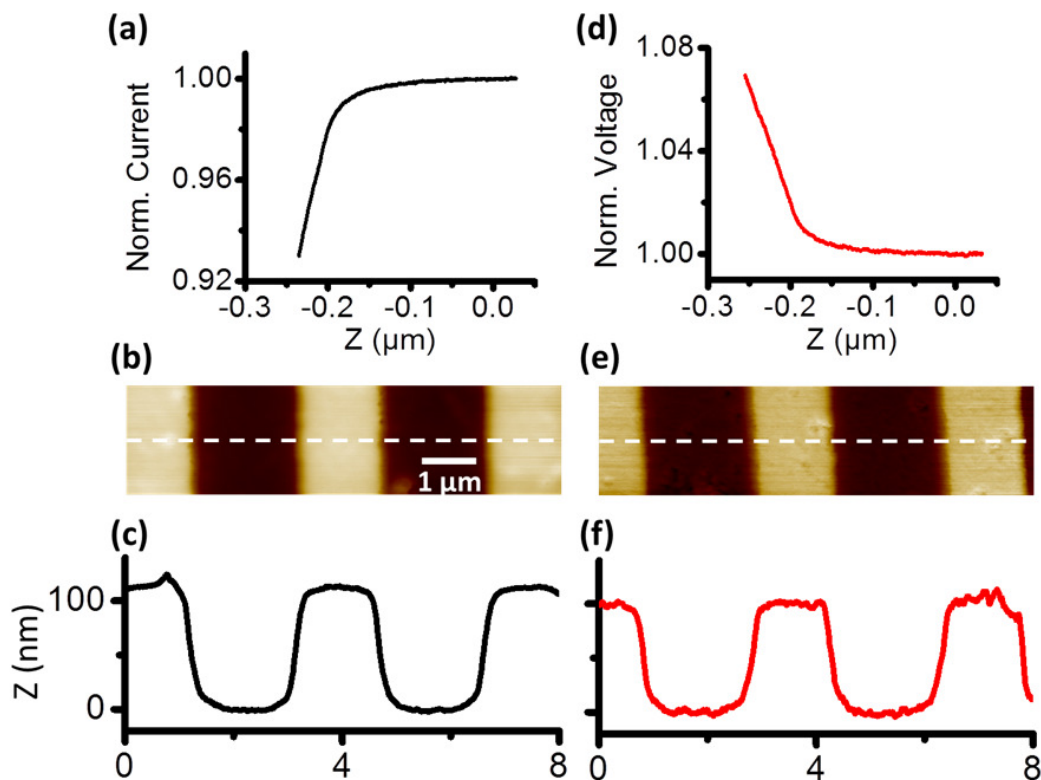 (a)
Norm. Current
1.00
0.96
0.92
-0.3 -0.2 -0.1 0.0
Z (µm)
(d)
Norm. Voltage
1.08
1.04
1.00
-0.3 -0.2 -0.1 0.0
Z (µm)
(b)
1 µm
(e)
(c)
Z (nm)
100
0
0 4 8
(f)
0 4 8